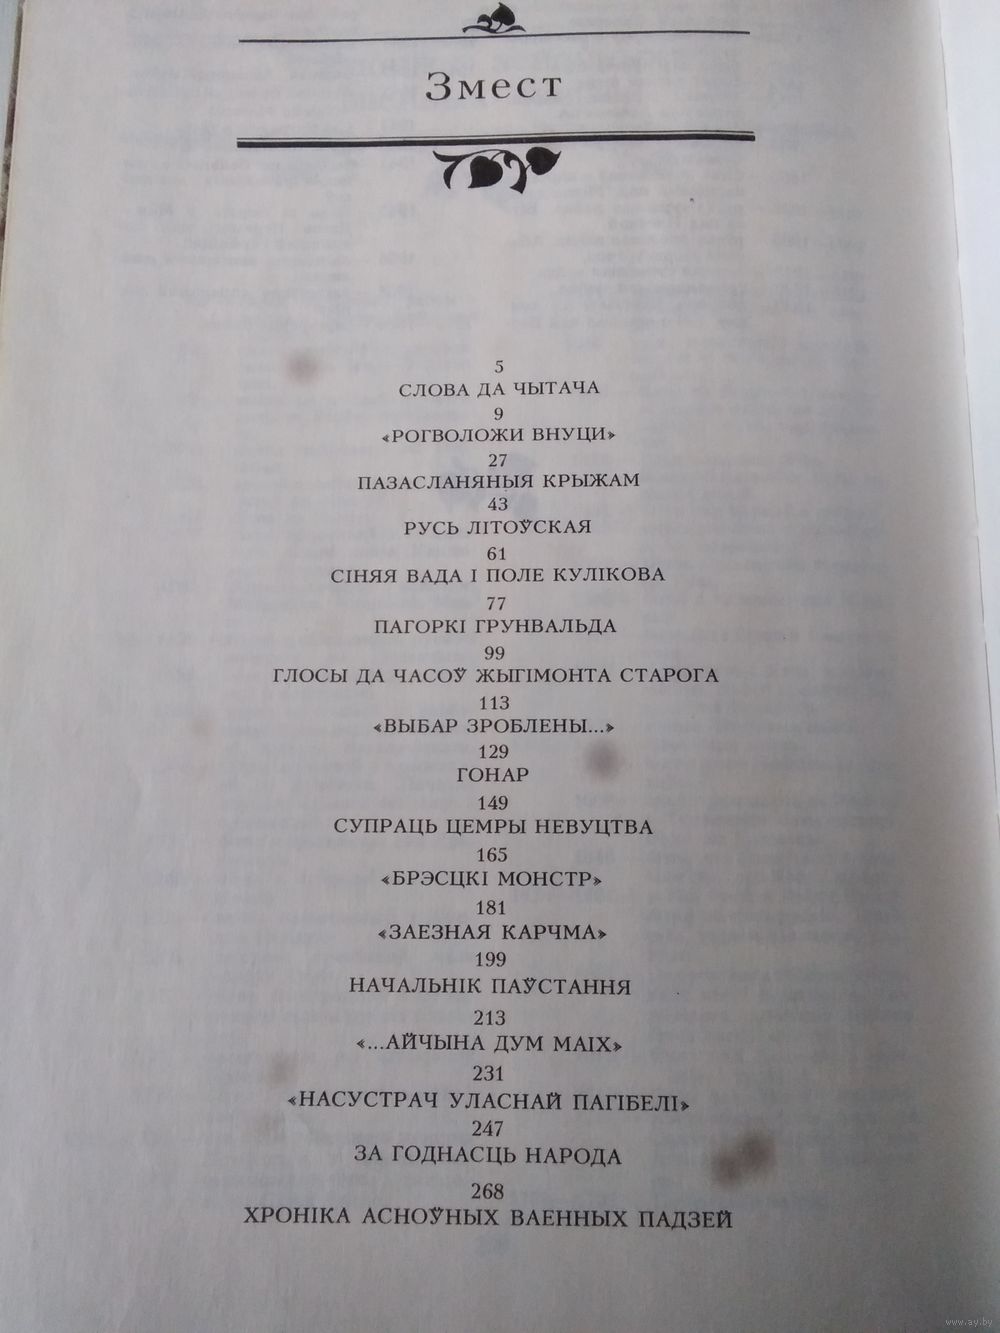 Змест
5
СЛОВА ДА ЧЫТАЧА
9
«РОГВОЛОЖИ ВНУЦИ»
27
ПАЗАСЛАНЯНЫЯ КРЫЖАМ
43
РУСЬ ЛІТОЎСКАЯ
61
СІНЯЯ ВАДА І ПОЛЕ КУЛІКОВА
77
ПАГОРКІ ГРУНВАЛЬДА
99
ГЛОСЫ ДА ЧАСОЎ ЖЫГІМОНТА СТАРОГА
113
«ВЫБАР ЗРОБЛЕНЫ...»
129
ГОНАР
149
СУПРАЦЬ ЦЕМРЫ НЕВУЦТВА
165
«БРЭСЦКІ МОНСТР»
181
«ЗАЕЗНАЯ КАРЧМА»
199
НАЧАЛЬНІК ПАЎСТАННЯ
213
«...АЙЧЫНА ДУМ МАІХ»
231
«НАСУСТРАЧ УЛАСНАЙ ПАГІБЕЛІ»
247
ЗА ГОДНАСЦЬ НАРОДА
268
ХРОНІКА АСНОЎНЫХ ВАЕННЫХ ПАДЗЕЙ
www.ay.by